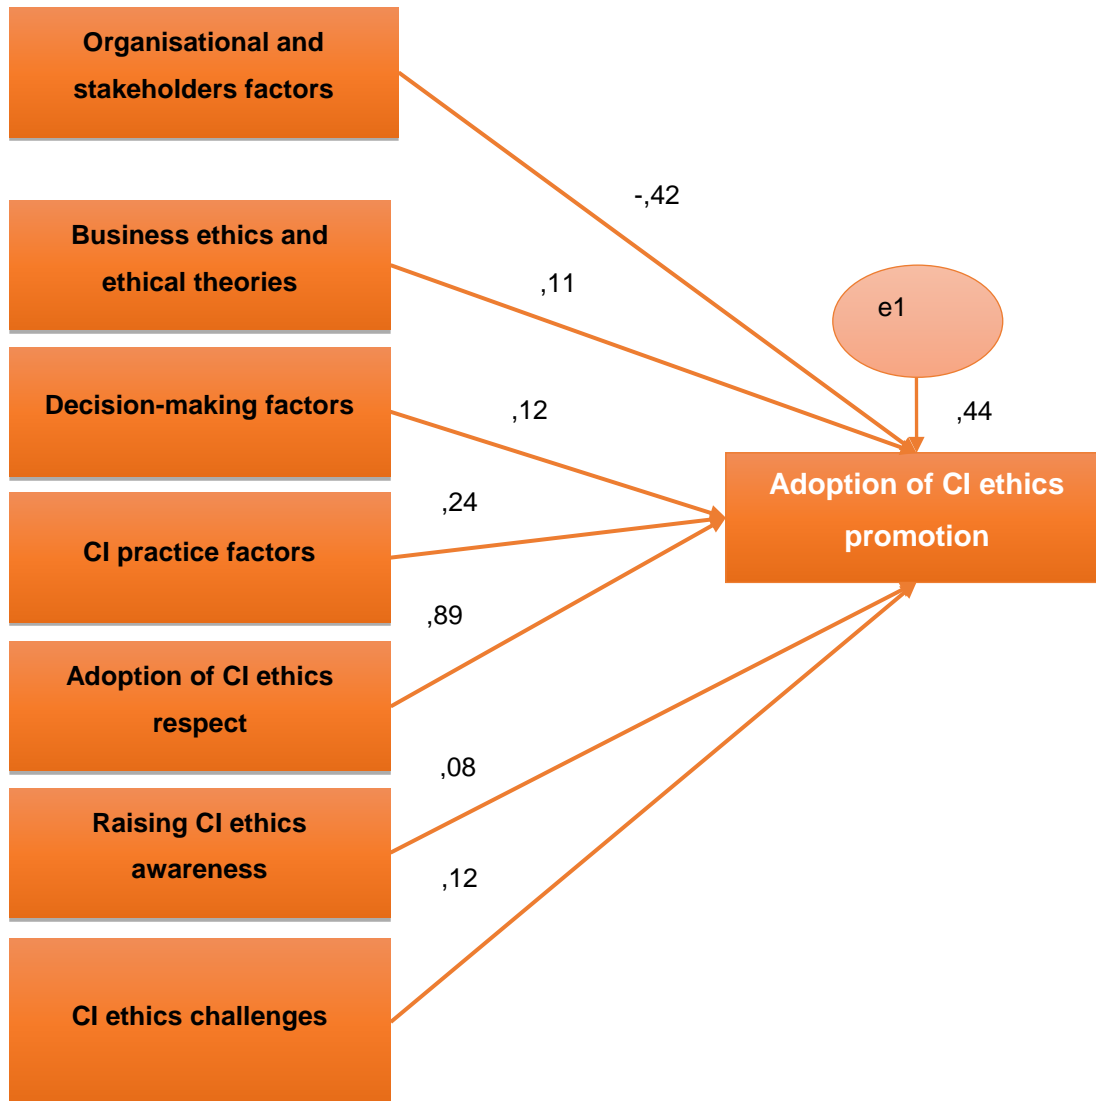 Organisational and
stakeholders factors
-,42
Business ethics and
ethical theories
,11
e1
Decision-making factors
,12
,44
Adoption of CI ethics
promotion
CI practice factors
,24
,89
Adoption of CI ethics
respect
,08
Raising CI ethics
awareness
,12
CI ethics challenges